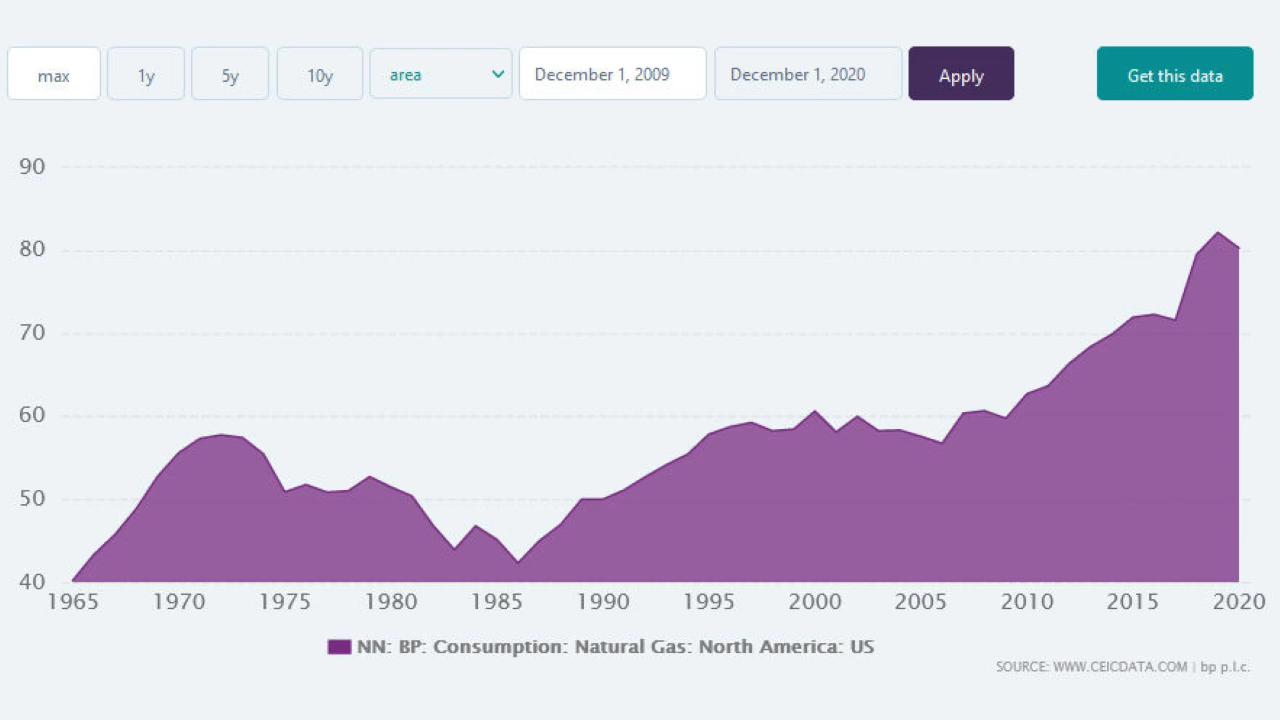 max 1y 5y 10y area December 1, 2009 December 1, 2020 Apply Get this data
90
80
70
60
50
40
1965 1970 1975 1980 1985 1990 1995 2000 2005 2010 2015 2020
NN: BP: Consumption: Natural Gas: North America: US
SOURCE: WWW.CEICDATA.COM | bp p.l.c.